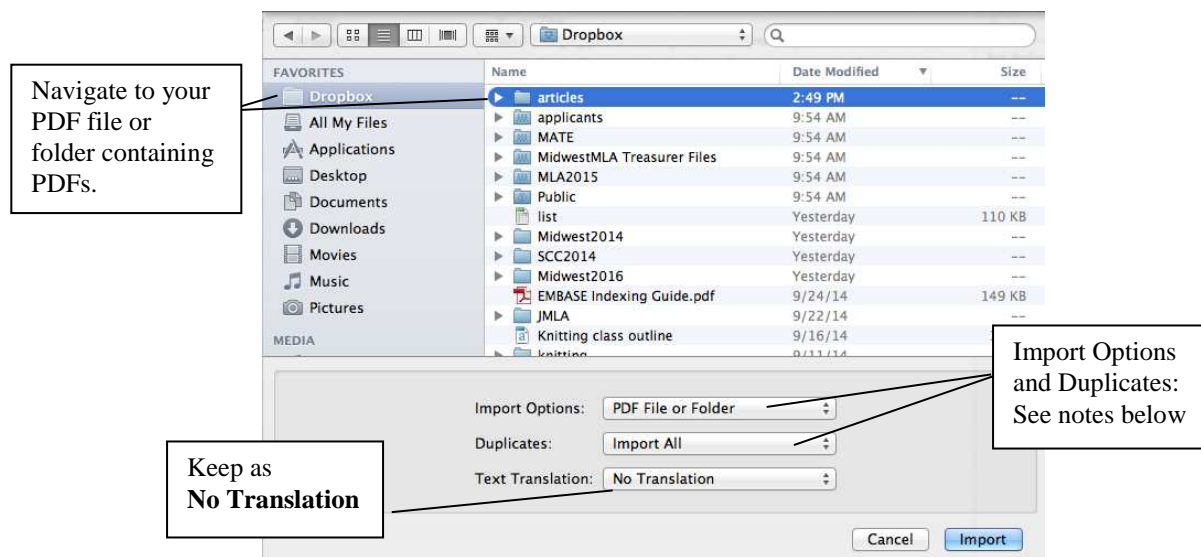 Dropbox
FAVORITES
Dropbox
All My Files
Applications
Desktop
Documents
Downloads
Movies
Music
Pictures
MEDIA
Name Date Modified Size
articles 2:49 PM --
applicants 9:54 AM --
MATE 9:54 AM --
MidwestMLA Treasurer Files 9:54 AM --
MLA2015 9:54 AM --
Public 9:54 AM --
list Yesterday 110 KB
Midwest2014 Yesterday --
SCC2014 Yesterday --
Midwest2016 Yesterday --
EMBASE Indexing Guide.pdf 9/24/14 149 KB
JMLA 9/22/14 --
Knitting class outline 9/16/14
knitting 9/11/14
Navigate to your
PDF file or
folder containing
PDFs.
Import Options
and Duplicates:
See notes below
Import Options: PDF File or Folder
Duplicates: Import All
Text Translation: No Translation
Keep as
No Translation
Cancel Import